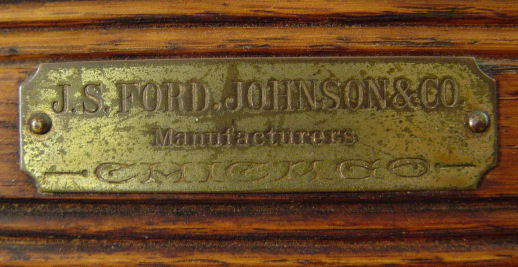 J.S. FORD, JOHNSON & CO
Manufacturers
CHICAGO